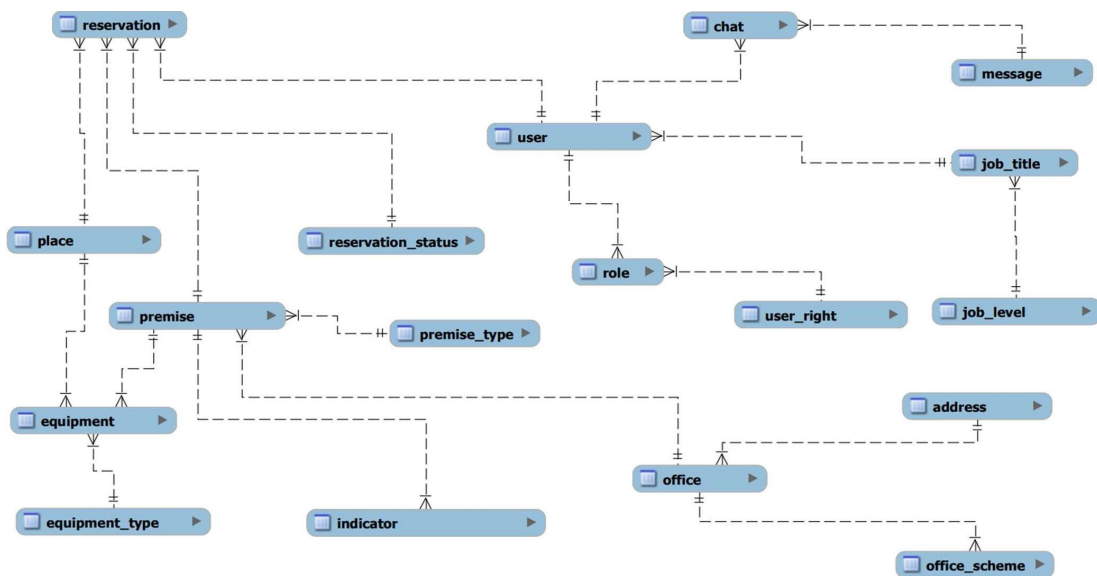 reservation
chat
message
user
job_title
place
reservation_status
role
premise
user_right
job_level
premise_type
equipment
address
office
equipment_type
indicator
office_scheme